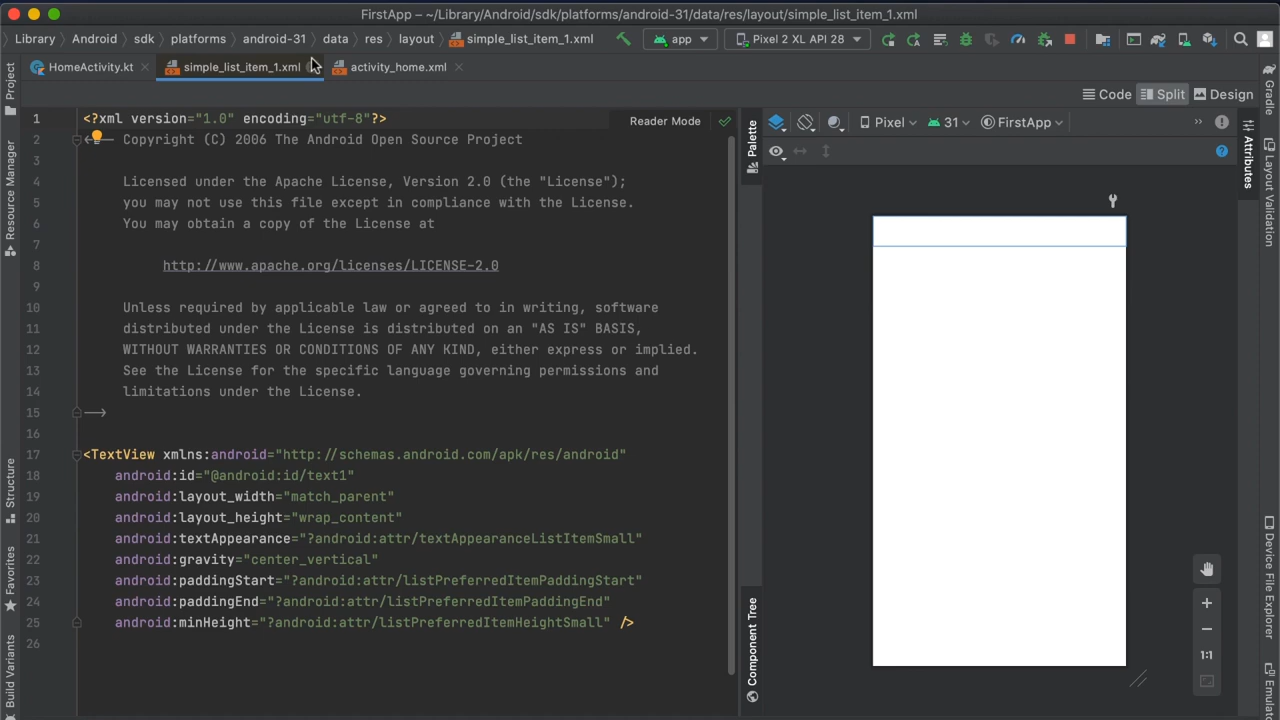 FirstApp – ~/Library/Android/sdk/platforms/android-31/data/res/layout/simple_list_item_1.xml
Library Android sdk platforms android-31 data res layout simple_list_item_1.xml app Pixel 2 XL API 28
HomeActivity.kt simple_list_item_1.xml activity_home.xml
Code Split Design
Project
Resource Manager
Structure
Favorites
Build Variants
Reader Mode
1 <?xml version="1.0" encoding="utf-8"?>
2 Copyright (C) 2006 The Android Open Source Project
3
4 Licensed under the Apache License, Version 2.0 (the "License");
5 you may not use this file except in compliance with the License.
6 You may obtain a copy of the License at
7
8 http://www.apache.org/licenses/LICENSE-2.0
9
10 Unless required by applicable law or agreed to in writing, software
11 distributed under the License is distributed on an "AS IS" BASIS,
12 WITHOUT WARRANTIES OR CONDITIONS OF ANY KIND, either express or implied.
13 See the License for the specific language governing permissions and
14 limitations under the License.
15 -->
16
17 <TextView xmlns:android="http://schemas.android.com/apk/res/android"
18 android:id="@android:id/text1"
19 android:layout_width="match_parent"
20 android:layout_height="wrap_content"
21 android:textAppearance="?android:attr/textAppearanceListItemSmall"
22 android:gravity="center_vertical"
23 android:paddingStart="?android:attr/listPreferredItemPaddingStart"
24 android:paddingEnd="?android:attr/listPreferredItemPaddingEnd"
25 android:minHeight="?android:attr/listPreferredItemHeightSmall" />
26
Palette
Component Tree
Pixel 31 FirstApp
1:1
Attributes
Gradle
Layout Validation
Device File Explorer
Emulat